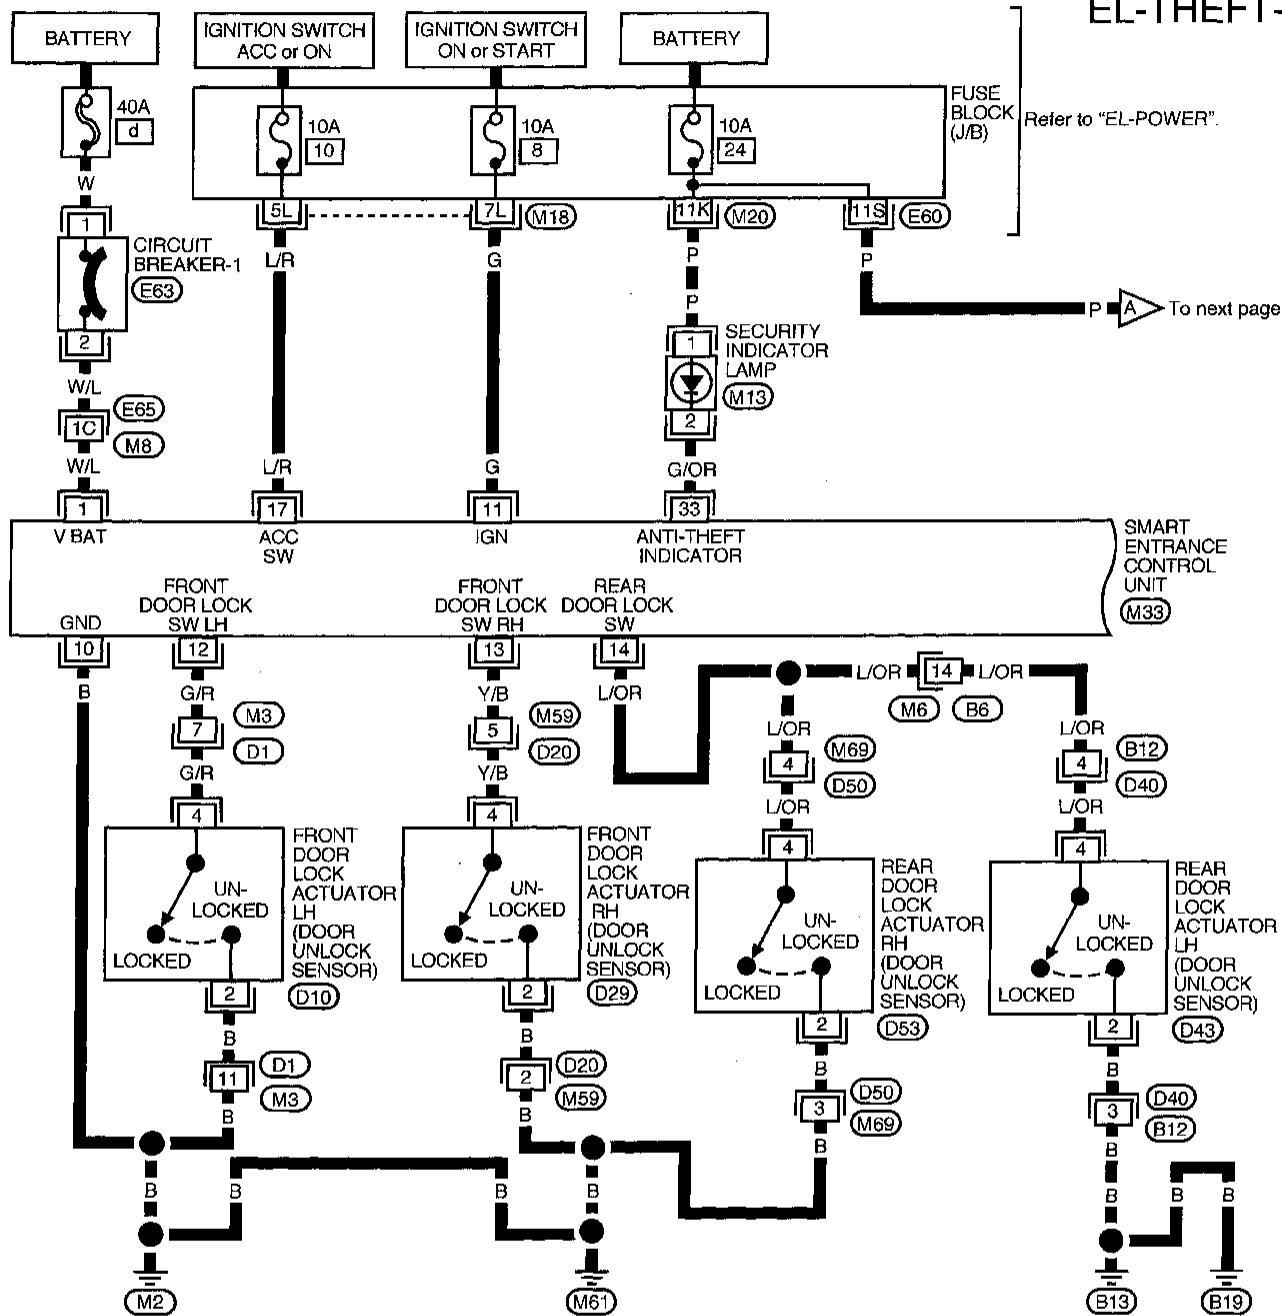 EL-THEFT-
BATTERY
IGNITION SWITCH
ACC or ON
IGNITION SWITCH
ON or START
BATTERY
40A
d
10A
10
10A
8
10A
24
FUSE
BLOCK
(J/B)
Refer to "EL-POWER".
W
5L
7L
M18
11K
M20
11S
E60
1
CIRCUIT
BREAKER-1
E63
L/R
G
P
P
2
P
P
A
To next page
1
SECURITY
INDICATOR
LAMP
M13
2
W/L
E65
1C
M8
W/L
L/R
G
G/OR
1
17
11
33
V BAT
ACC
SW
IGN
ANTI-THEFT
INDICATOR
SMART
ENTRANCE
CONTROL
UNIT
M33
GND
FRONT
DOOR LOCK
SW LH
FRONT
DOOR LOCK
SW RH
REAR
DOOR LOCK
SW
10
12
13
14
B
G/R
Y/B
L/OR
L/OR
14
L/OR
M6
B6
7
M3
D1
5
M59
D20
L/OR
4
M69
D50
L/OR
4
B12
D40
G/R
Y/B
L/OR
L/OR
4
4
4
4
UN-
LOCKED
LOCKED
FRONT
DOOR
LOCK
ACTUATOR
LH
(DOOR
UNLOCK
SENSOR)
D10
UN-
LOCKED
LOCKED
FRONT
DOOR
LOCK
ACTUATOR
RH
(DOOR
UNLOCK
SENSOR)
D29
UN-
LOCKED
LOCKED
REAR
DOOR
LOCK
ACTUATOR
RH
(DOOR
UNLOCK
SENSOR)
D53
UN-
LOCKED
LOCKED
REAR
DOOR
LOCK
ACTUATOR
LH
(DOOR
UNLOCK
SENSOR)
D43
2
2
2
2
B
B
B
B
11
D1
M3
2
D20
M59
3
D50
M69
3
D40
B12
B
B
B
B
B
B
B
B
B
B
B
M2
M61
B13
B19